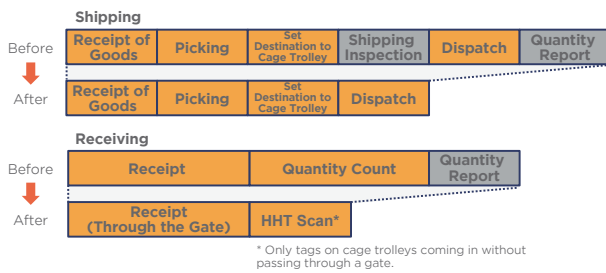 Shipping
Before
Receipt of
Goods
Picking
Set
Destination to
Cage Trolley
Shipping
Inspection
Dispatch
Quantity
Report
After
Receipt of
Goods
Picking
Set
Destination to
Cage Trolley
Dispatch
Receiving
Before
Receipt
Quantity Count
Quantity
Report
After
Receipt
(Through the Gate)
HHT Scan*
* Only tags on cage trolleys coming in without
passing through a gate.